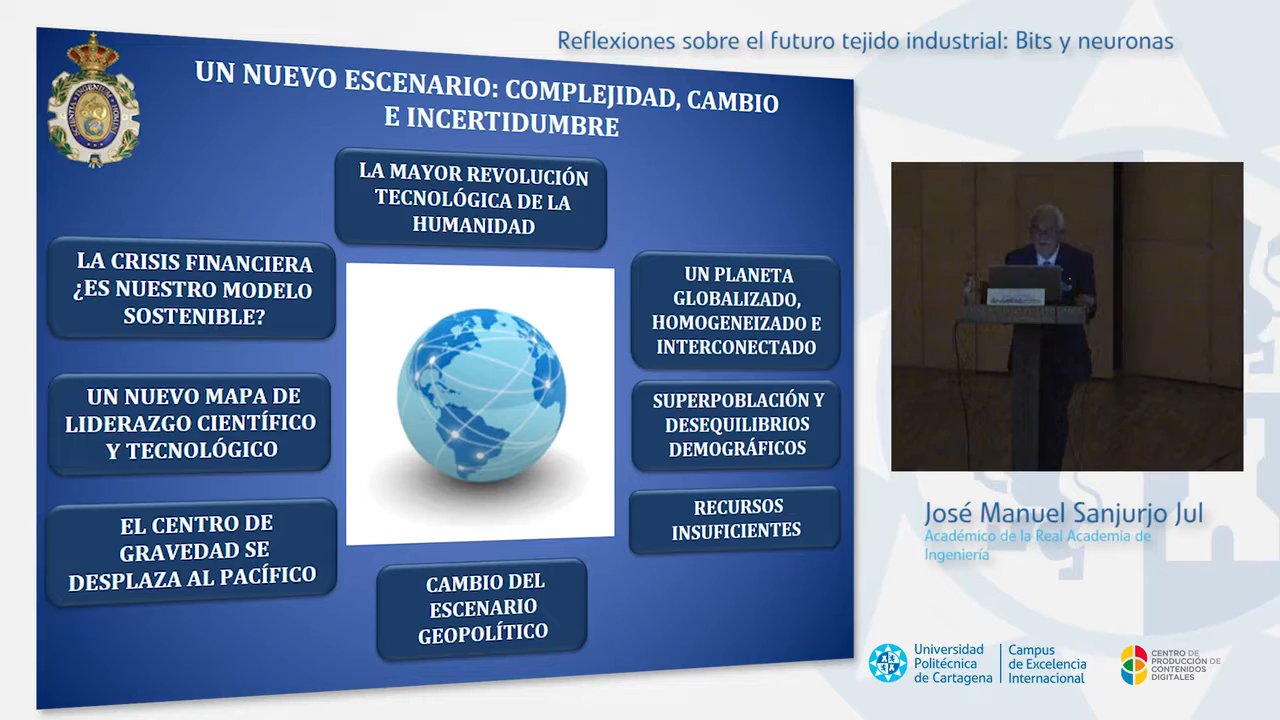 Reflexiones sobre el futuro tejido industrial: Bits y neuronas
UN NUEVO ESCENARIO: COMPLEJIDAD, CAMBIO
E INCERTIDUMBRE
LA MAYOR REVOLUCIÓN
TECNOLÓGICA DE LA
HUMANIDAD
LA CRISIS FINANCIERA
¿ES NUESTRO MODELO
SOSTENIBLE?
UN NUEVO MAPA DE
LIDERAZGO CIENTÍFICO
Y TECNOLÓGICO
EL CENTRO DE
GRAVEDAD SE
DESPLAZA AL PACÍFICO
UN PLANETA
GLOBALIZADO,
HOMOGENEIZADO E
INTERCONECTADO
SUPERPOBLACIÓN Y
DESEQUILIBRIOS
DEMOGRÁFICOS
RECURSOS
INSUFICIENTES
CAMBIO DEL
ESCENARIO
GEOPOLÍTICO
José Manuel Sanjurjo Jul
Académico de la Real Academia de
Ingeniería
Universidad
Politécnica
de Cartagena
Campus
de Excelencia
Internacional
CENTRO DE
PRODUCCIÓN DE
CONTENIDOS
DIGITALES